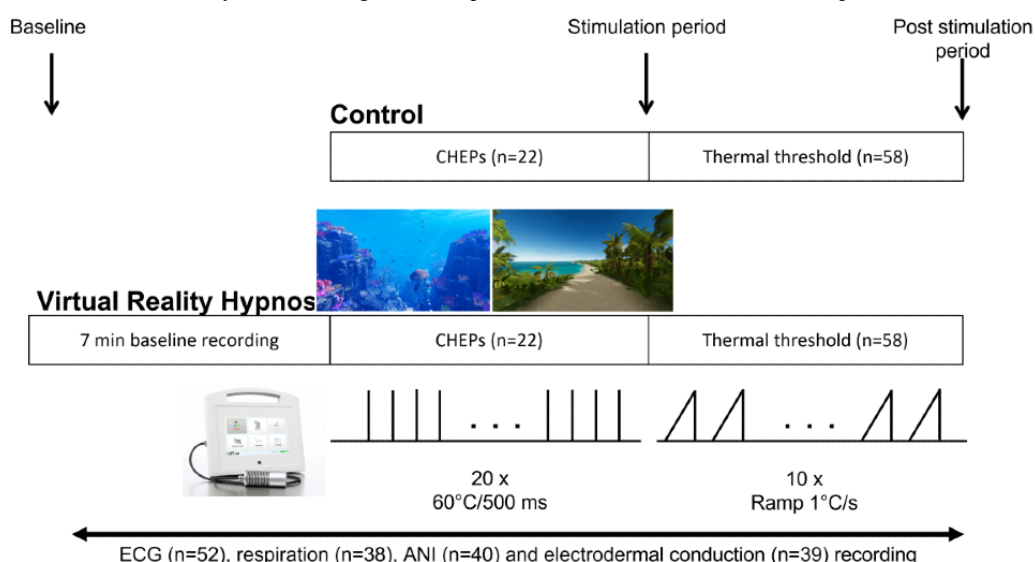 Baseline
Stimulation period
Post stimulation
period
Control
CHEPs (n=22)
Thermal threshold (n=58)
Virtual Reality Hypnos
7 min baseline recording
CHEPs (n=22)
Thermal threshold (n=58)
. . .
. . .
20 x
60°C/500 ms
10 x
Ramp 1°C/s
ECG (n=52), respiration (n=38), ANI (n=40) and electrodermal conduction (n=39) recording